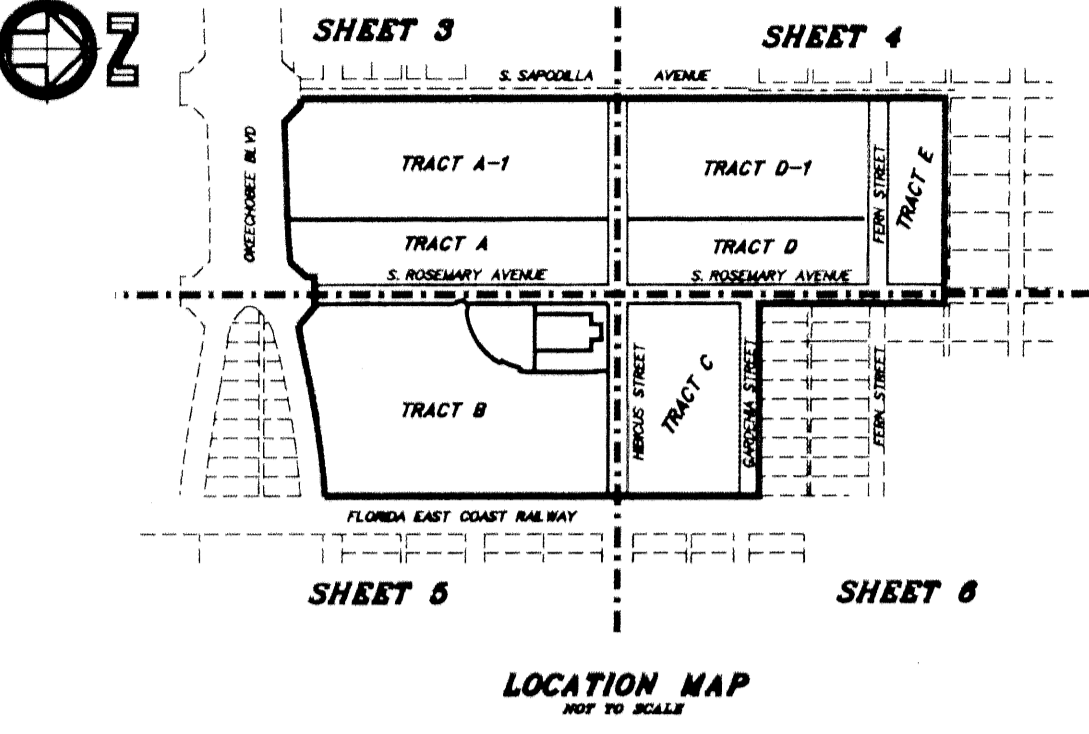 N
SHEET 3
SHEET 4
S. SAPODILLA AVENUE
OKEECHOBEE BLVD
TRACT A-1
TRACT D-1
FERN STREET
TRACT E
TRACT A
TRACT D
S. ROSEMARY AVENUE
S. ROSEMARY AVENUE
TRACT B
HIBICUS STREET
TRACT C
GARDENIA STREET
FERN STREET
FLORIDA EAST COAST RAILWAY
SHEET 5
SHEET 6
LOCATION MAP
NOT TO SCALE